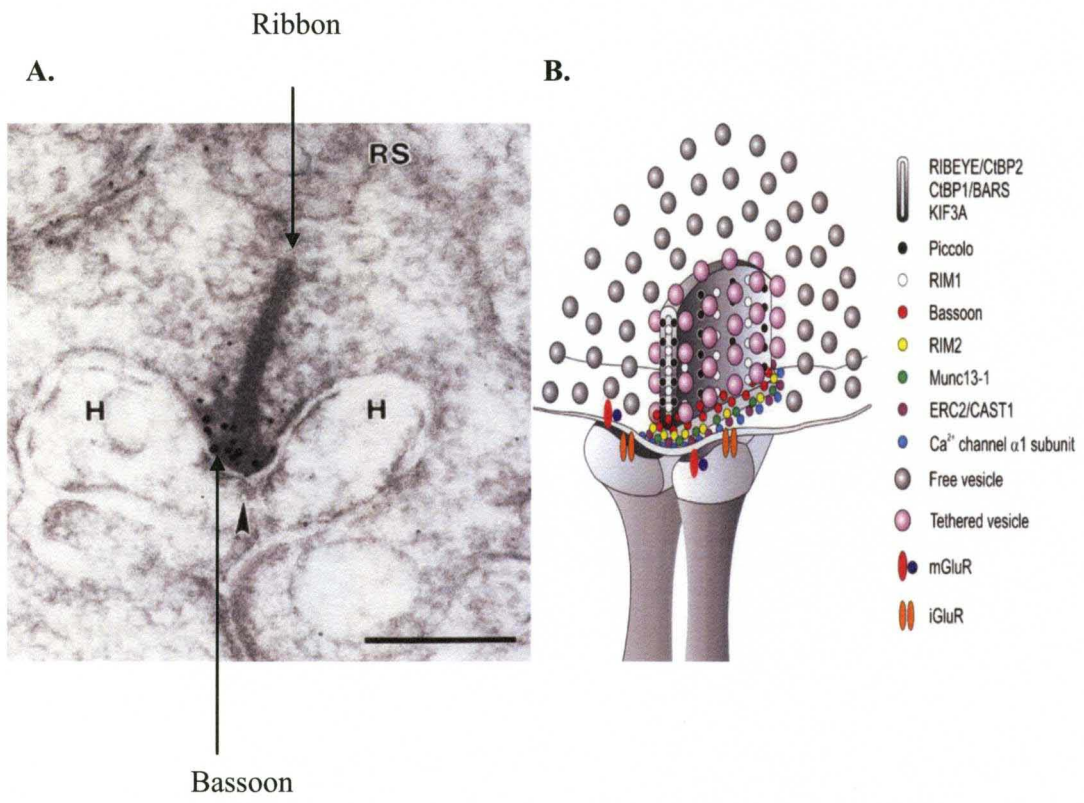 Ribbon
A.
B.
RS
H
H
Bassoon
RIBEYE/CtBP2
CtBP1/BARS
KIF3A
Piccolo
RIM1
Bassoon
RIM2
Munc13-1
ERC2/CAST1
Ca²⁺ channel α1 subunit
Free vesicle
Tethered vesicle
mGluR
iGluR